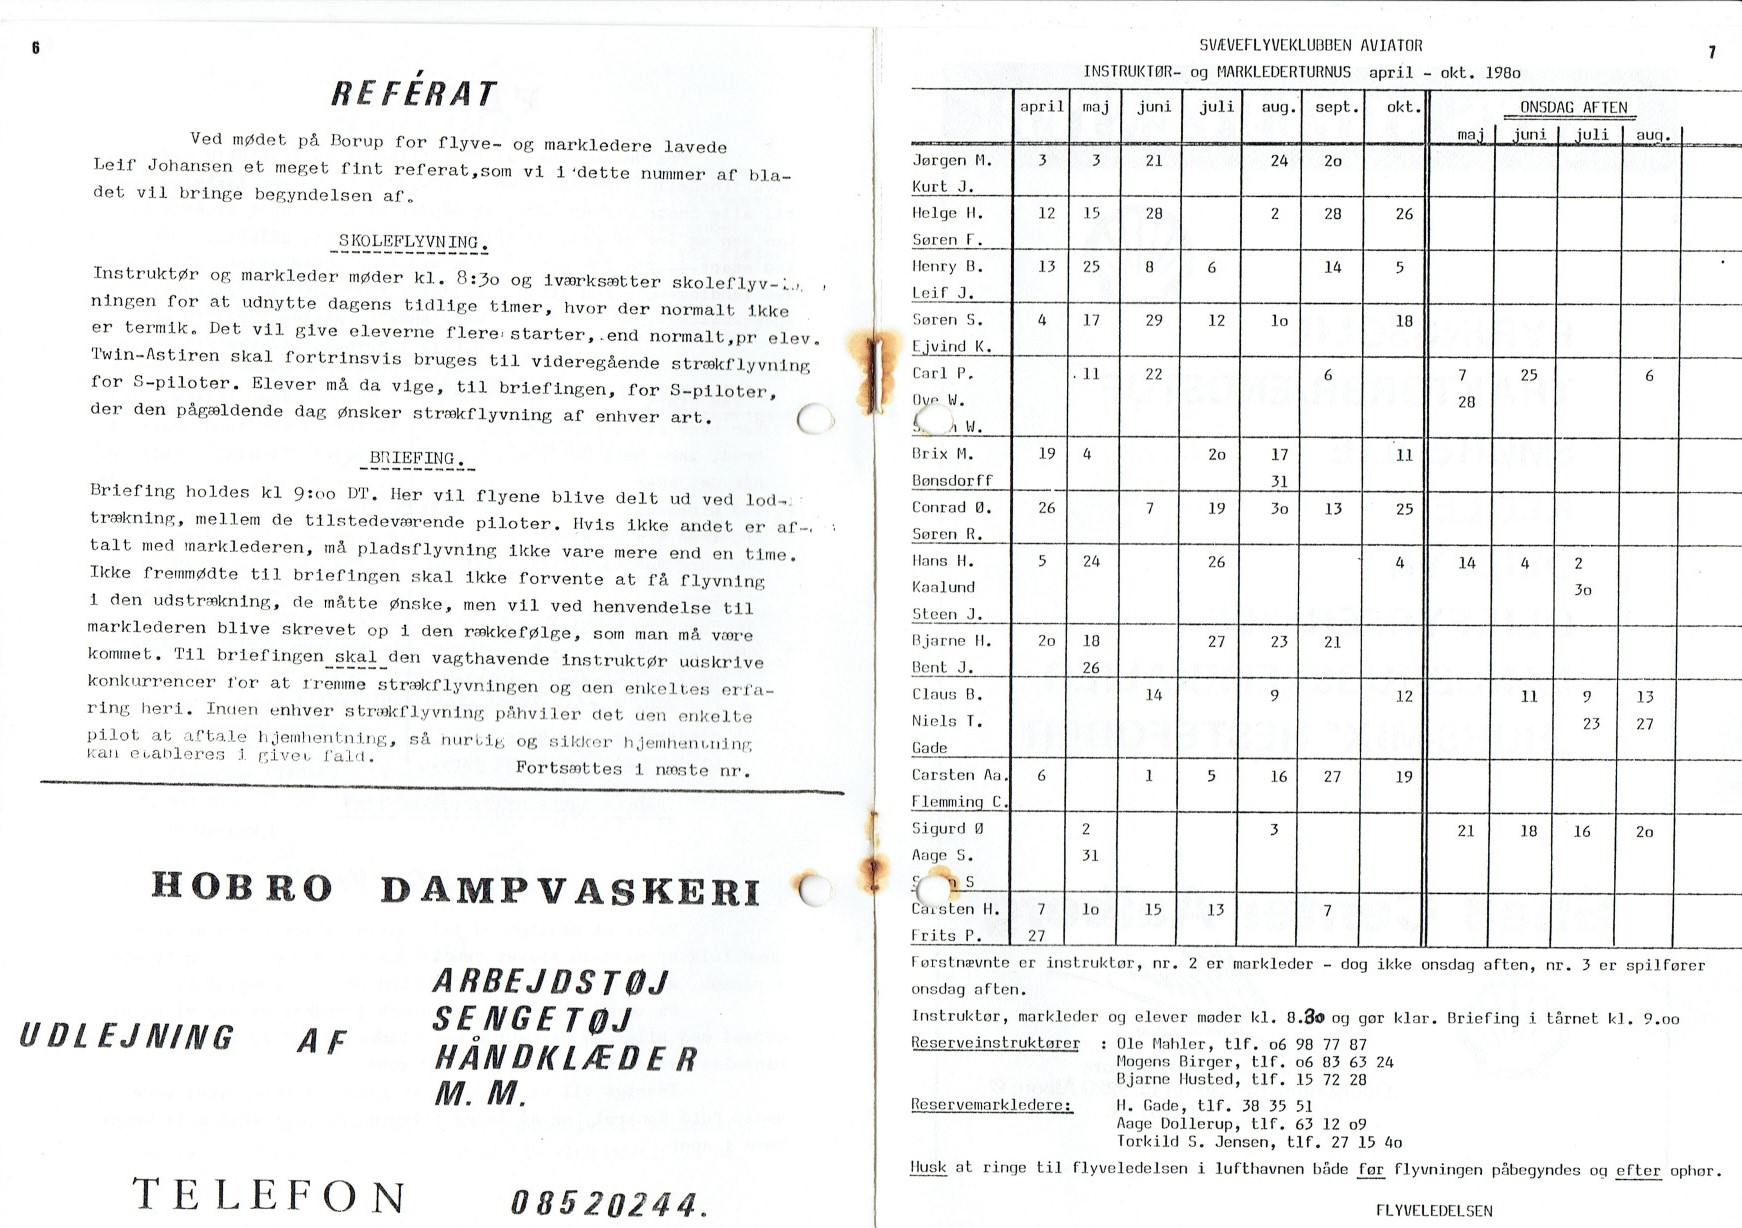 6
REFÉRAT
Ved mødet på Borup for flyve- og markledere lavede
Leif Johansen et meget fint referat,som vi i dette nummer af bla-
det vil bringe begyndelsen af.
SKOLEFLYVNING.
Instruktør og markleder møder kl. 8:3o og iværksætter skoleflyv-
ningen for at udnytte dagens tidlige timer, hvor der normalt ikke
er termik. Det vil give eleverne flere starter, end normalt,pr elev.
Twin-Astiren skal fortrinsvis bruges til videregående strækflyvning
for S-piloter. Elever må da vige, til briefingen, for S-piloter,
der den pågældende dag ønsker strækflyvning af enhver art.
BRIEFING.
Briefing holdes kl 9:oo DT. Her vil flyene blive delt ud ved lod-
trækning, mellem de tilstedeværende piloter. Hvis ikke andet er af-
talt med marklederen, må pladsflyvning ikke vare mere end en time.
Ikke fremmødte til briefingen skal ikke forvente at få flyvning
i den udstrækning, de måtte ønske, men vil ved henvendelse til
marklederen blive skrevet op i den rækkefølge, som man må være
kommet. Til briefingen skal den vagthavende instruktør udskrive
konkurrencer for at fremme strækflyvningen og den enkeltes erfa-
ring heri. Inden enhver strækflyvning påhviler det den enkelte
pilot at aftale hjemhentning, så hurtig og sikker hjemhentning
kan etableres i givet fald.
Fortsættes i næste nr.
HOBRO DAMPVASKERI
UDLEJNING AF
ARBEJDSTØJ
SENGETØJ
HÅNDKLÆDER
M. M.
TELEFON 08520244.
SVÆVEFLYVEKLUBBEN AVIATOR
7
INSTRUKTØR- og MARKLEDERTURNUS april - okt. 198o
april maj juni juli aug. sept. okt. ONSDAG AFTEN
maj juni juli aug.
Jørgen M. 3 3 21 24 2o
Kurt J.
Helge H. 12 15 28 2 28 26
Søren F.
Henry B. 13 25 8 6 14 5
Leif J.
Søren S. 4 17 29 12 1o 18
Ejvind K.
Carl P. 11 22 6 7 25 6
Ove W. 28
W.
Brix M. 19 4 2o 17 11
Bønsdorff 31
Conrad Ø. 26 7 19 3o 13 25
Søren R.
Hans H. 5 24 26 4 14 4 2
Kaalund 3o
Steen J.
Bjarne H. 2o 18 27 23 21
Bent J. 26
Claus B. 14 9 12 11 9 13
Niels T. 23 27
Gade
Carsten Aa. 6 1 5 16 27 19
Flemming C.
Sigurd Ø 2 3 21 18 16 2o
Aage S. 31
S
Carsten H. 7 1o 15 13 7
Frits P. 27
Førstnævnte er instruktør, nr. 2 er markleder - dog ikke onsdag aften, nr. 3 er spilfører
onsdag aften.
Instruktør, markleder og elever møder kl. 8.3o og gør klar. Briefing i tårnet kl. 9.oo
Reserveinstruktører : Ole Mahler, tlf. o6 98 77 87
Mogens Birger, tlf. o6 83 63 24
Bjarne Husted, tlf. 15 72 28
Reservemarkledere: H. Gade, tlf. 38 35 51
Aage Dollerup, tlf. 63 12 o9
Torkild S. Jensen, tlf. 27 15 4o
Husk at ringe til flyveledelsen i lufthavnen både før flyvningen påbegyndes og efter ophør.
FLYVELEDELSEN